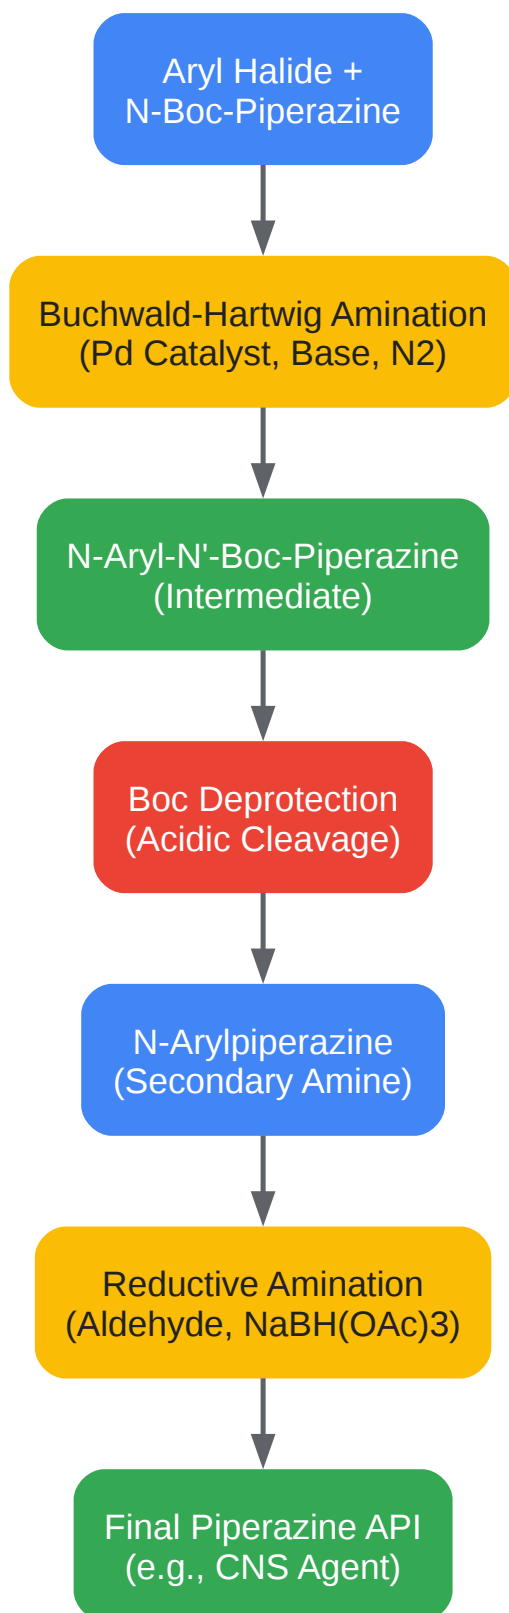 Aryl Halide +
N-Boc-Piperazine
Buchwald-Hartwig Amination
(Pd Catalyst, Base, N2)
N-Aryl-N'-Boc-Piperazine
(Intermediate)
Boc Deprotection
(Acidic Cleavage)
N-Arylpiperazine
(Secondary Amine)
Reductive Amination
(Aldehyde, NaBH(OAc)3)
Final Piperazine API
(e.g., CNS Agent)